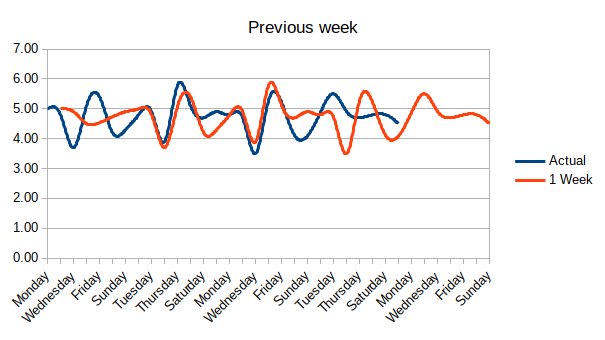 Previous week
7.00
6.00
5.00
4.00
3.00
2.00
1.00
0.00
Actual
1 Week
Monday
Wednesday
Friday
Sunday
Tuesday
Thursday
Saturday
Monday
Wednesday
Friday
Sunday
Tuesday
Thursday
Saturday
Monday
Wednesday
Friday
Sunday